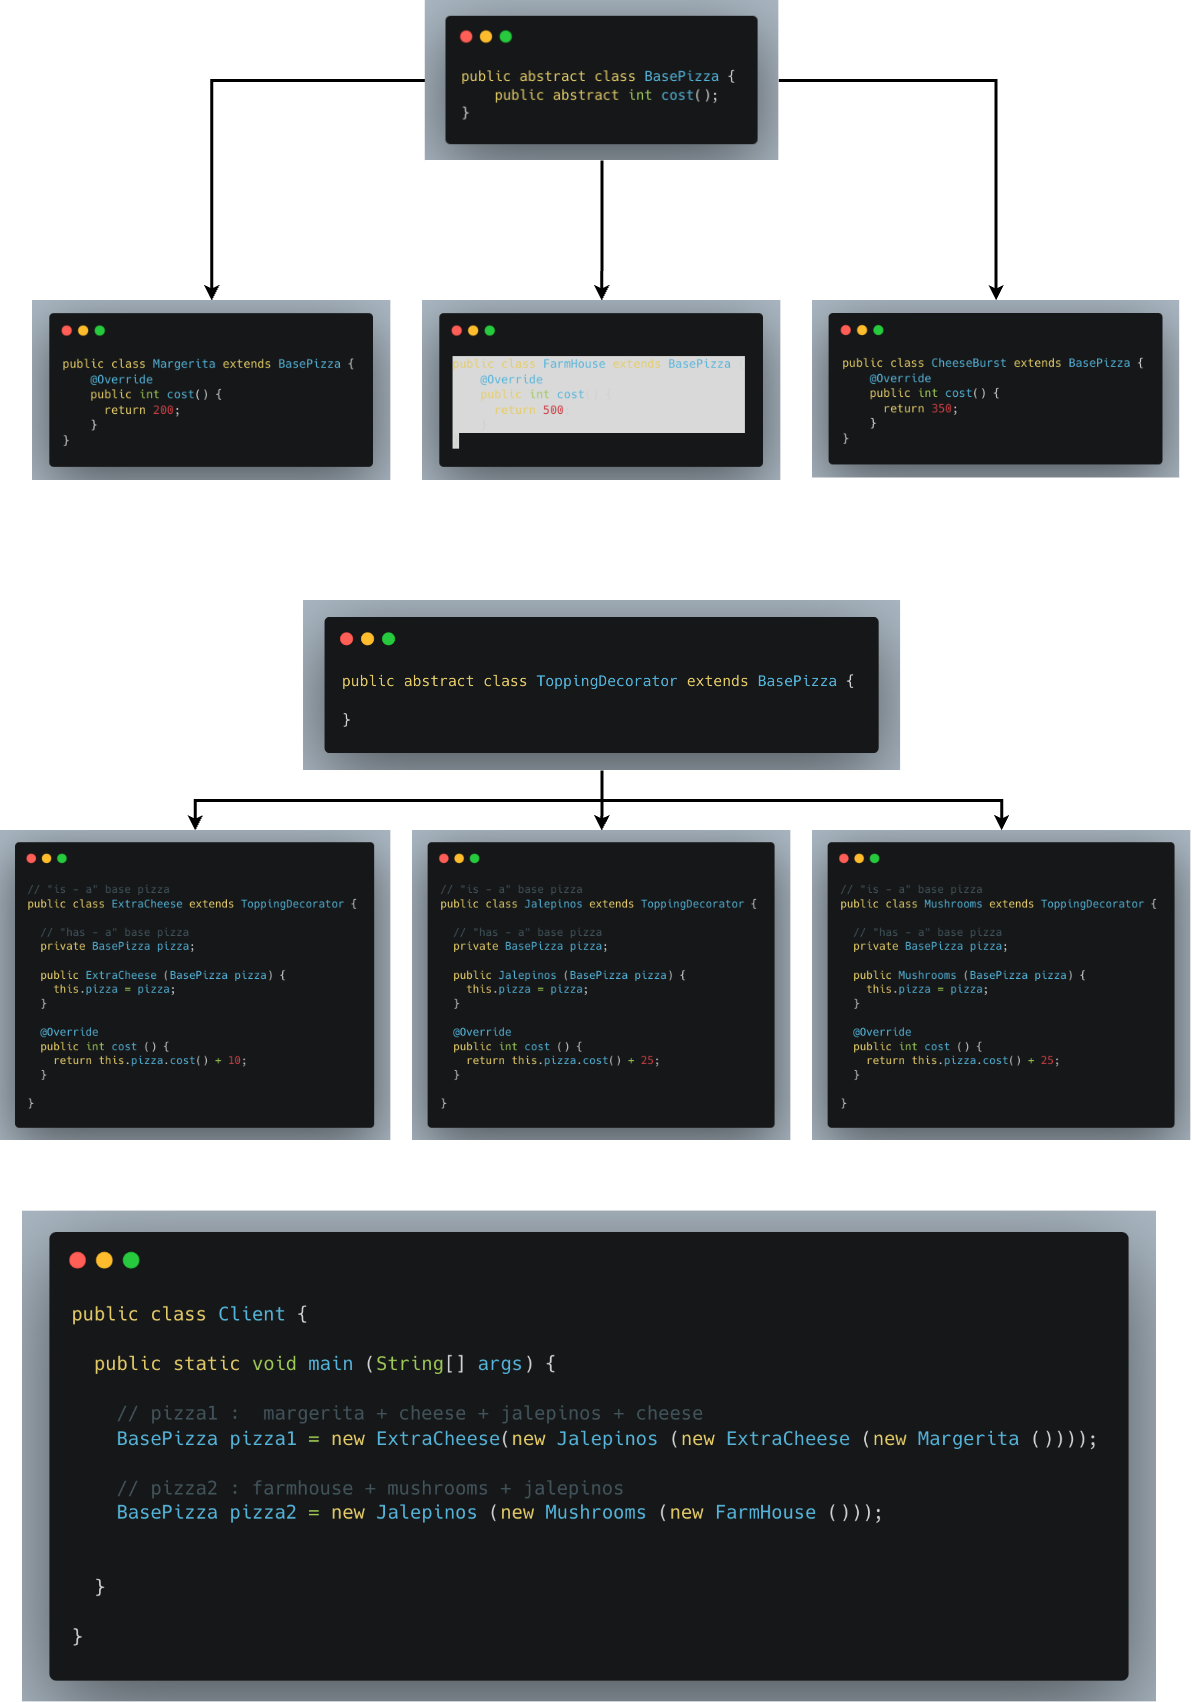 public abstract class BasePizza {
    public abstract int cost();
}
public class Margerita extends BasePizza {
    @Override
    public int cost() {
      return 200;
    }
}
public class FarmHouse extends BasePizza
    @Override
    public int cost() {
      return 500
    }
public class CheeseBurst extends BasePizza {
    @Override
    public int cost() {
      return 350;
    }
}
public abstract class ToppingDecorator extends BasePizza {

}
// "is - a" base pizza
public class ExtraCheese extends ToppingDecorator {

  // "has - a" base pizza
  private BasePizza pizza;

  public ExtraCheese (BasePizza pizza) {
    this.pizza = pizza;
  }

  @Override
  public int cost () {
    return this.pizza.cost() + 10;
  }

}
// "is - a" base pizza
public class Jalepinos extends ToppingDecorator {

  // "has - a" base pizza
  private BasePizza pizza;

  public Jalepinos (BasePizza pizza) {
    this.pizza = pizza;
  }

  @Override
  public int cost () {
    return this.pizza.cost() + 25;
  }

}
// "is - a" base pizza
public class Mushrooms extends ToppingDecorator {

  // "has - a" base pizza
  private BasePizza pizza;

  public Mushrooms (BasePizza pizza) {
    this.pizza = pizza;
  }

  @Override
  public int cost () {
    return this.pizza.cost() + 25;
  }

}
public class Client {

  public static void main (String[] args) {

    // pizza1 :  margerita + cheese + jalepinos + cheese
    BasePizza pizza1 = new ExtraCheese(new Jalepinos (new ExtraCheese (new Margerita ())));

    // pizza2 : farmhouse + mushrooms + jalepinos
    BasePizza pizza2 = new Jalepinos (new Mushrooms (new FarmHouse ()));


  }

}